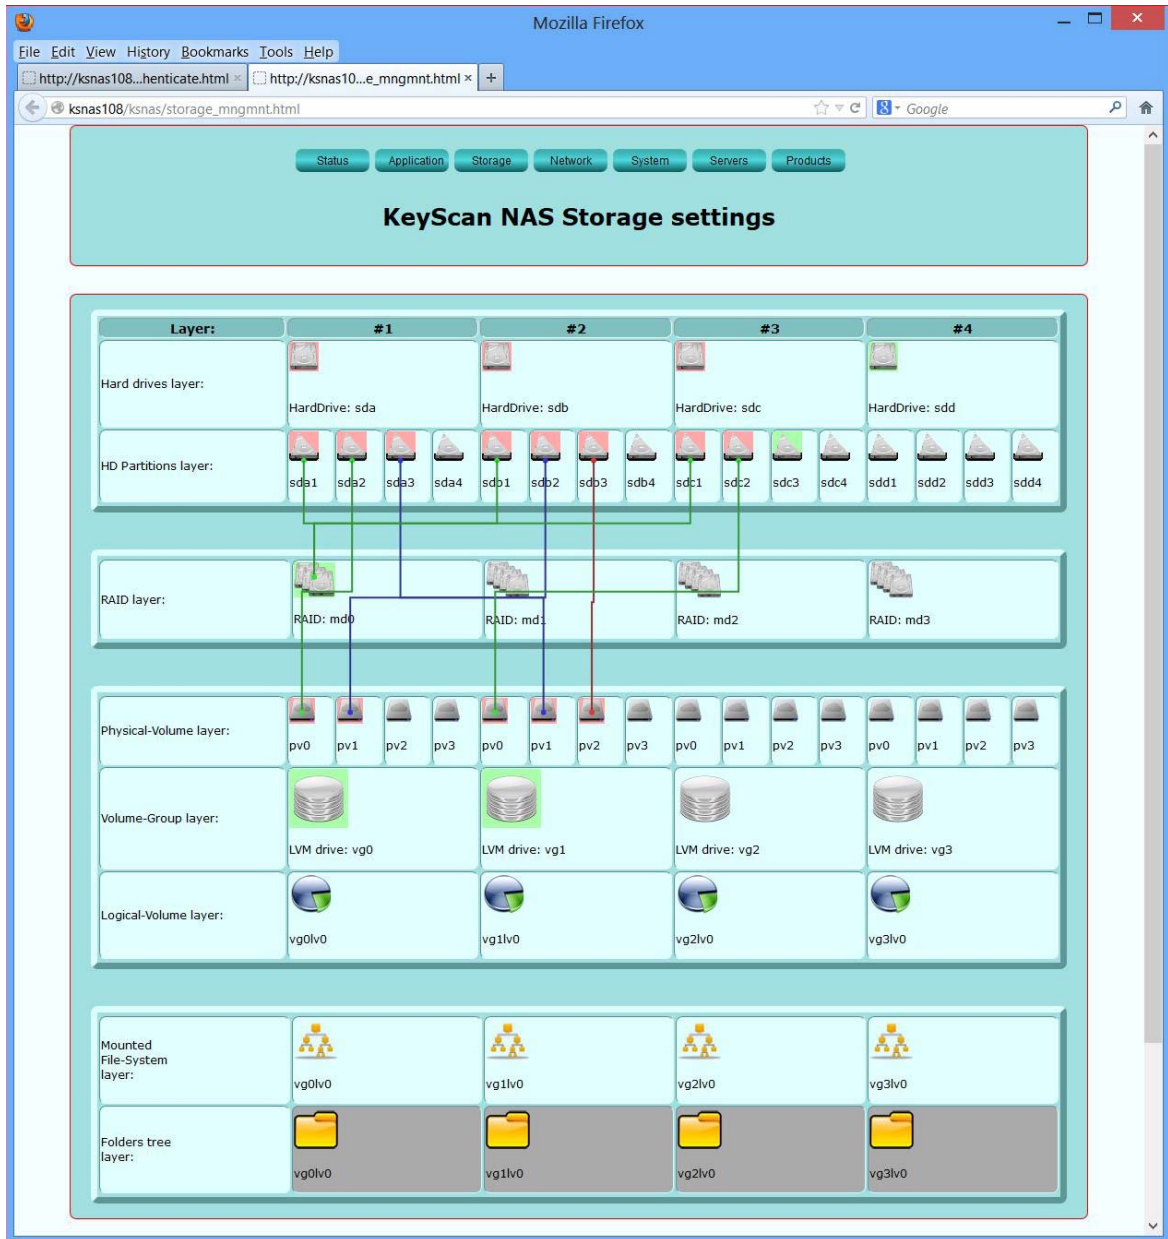 Mozilla Firefox
File Edit View History Bookmarks Tools Help
http://ksnas108...henticate.html × http://ksnas10...e_mngmnt.html × +
ksnas108/ksnas/storage_mngmnt.html Google
Status Application Storage Network System Servers Products
KeyScan NAS Storage settings
Layer: #1 #2 #3 #4
Hard drives layer:
HardDrive: sda HardDrive: sdb HardDrive: sdc HardDrive: sdd
HD Partitions layer:
sda1 sda2 sda3 sda4 sdb1 sdb2 sdb3 sdb4 sdc1 sdc2 sdc3 sdc4 sdd1 sdd2 sdd3 sdd4
RAID layer:
RAID: md0 RAID: md1 RAID: md2 RAID: md3
Physical-Volume layer:
pv0 pv1 pv2 pv3 pv0 pv1 pv2 pv3 pv0 pv1 pv2 pv3 pv0 pv1 pv2 pv3
Volume-Group layer:
LVM drive: vg0 LVM drive: vg1 LVM drive: vg2 LVM drive: vg3
Logical-Volume layer:
vg0lv0 vg1lv0 vg2lv0 vg3lv0
Mounted
File-System
layer:
vg0lv0 vg1lv0 vg2lv0 vg3lv0
Folders tree
layer:
vg0lv0 vg1lv0 vg2lv0 vg3lv0